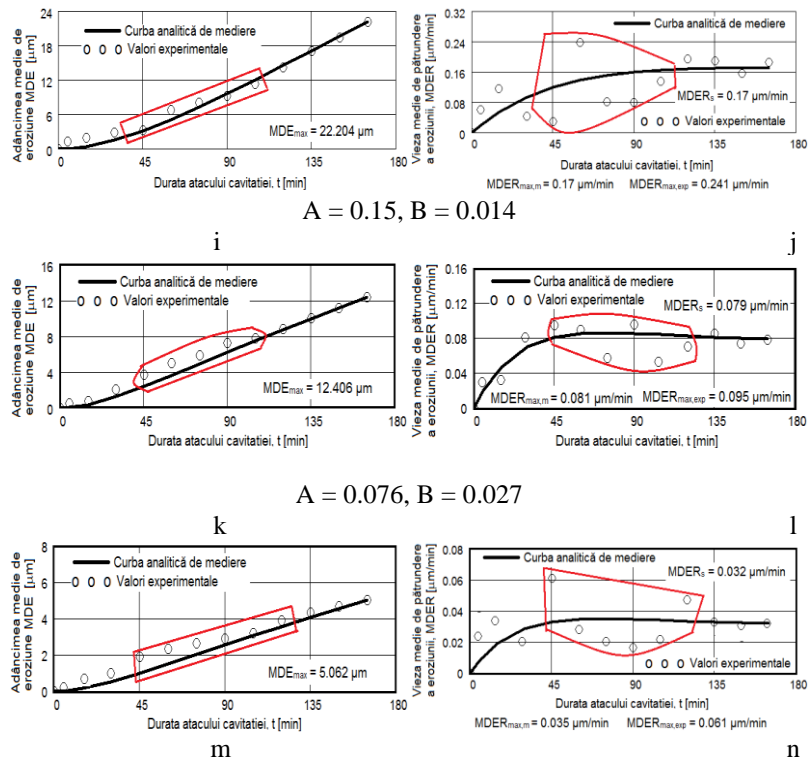 Adâncimea medie de
eroziune MDE [µm]
24
18
12
6
0
Curba analitică de mediere
Valori experimentale
MDEmax = 22.204 µm
0
45
90
135
180
Durata atacului cavitatiei. t [min]
Vieza medie de pătrundere
a eroziunii, MDER [µm/min]
0.32
0.24
0.16
0.08
0
Curba analitică de mediere
MDERs = 0.17 µm/min
Valori experimentale
0
45
90
135
180
Durata atacului cavitatiei. t [min]
MDERmax,m = 0.17 µm/min MDERmax,exp = 0.241 µm/min
A = 0.15, B = 0.014
i j
Adâncimea medie de
eroziune MDE [µm]
16
12
8
4
0
Curba analitică de mediere
Valori experimentale
MDEmax = 12.406 µm
0
45
90
135
180
Durata atacului cavitatiei. t [min]
Vieza medie de pătrundere
a eroziunii, MDER [µm/min]
0.16
0.12
0.08
0.04
0
Curba analitică de mediere
Valori experimentale
MDERs = 0.079 µm/min
MDERmax,m = 0.081 µm/min MDERmax,exp = 0.095 µm/min
0
45
90
135
180
Durata atacului cavitatiei. t [min]
A = 0.076, B = 0.027
k l
Adâncimea medie de
eroziune MDE [µm]
8
6
4
2
0
Curba analitică de mediere
Valori experimentale
MDEmax = 5.062 µm
0
45
90
135
180
Durata atacului cavitatiei. t [min]
Vieza medie de pătrundere
a eroziunii, MDER [µm/min]
0.08
0.06
0.04
0.02
0
Curba analitică de mediere
MDERs = 0.032 µm/min
Valori experimentale
0
45
90
135
180
Durata atacului cavitatiei. t [min]
MDERmax,m = 0.035 µm/min MDERmax,exp = 0.061 µm/min
m n